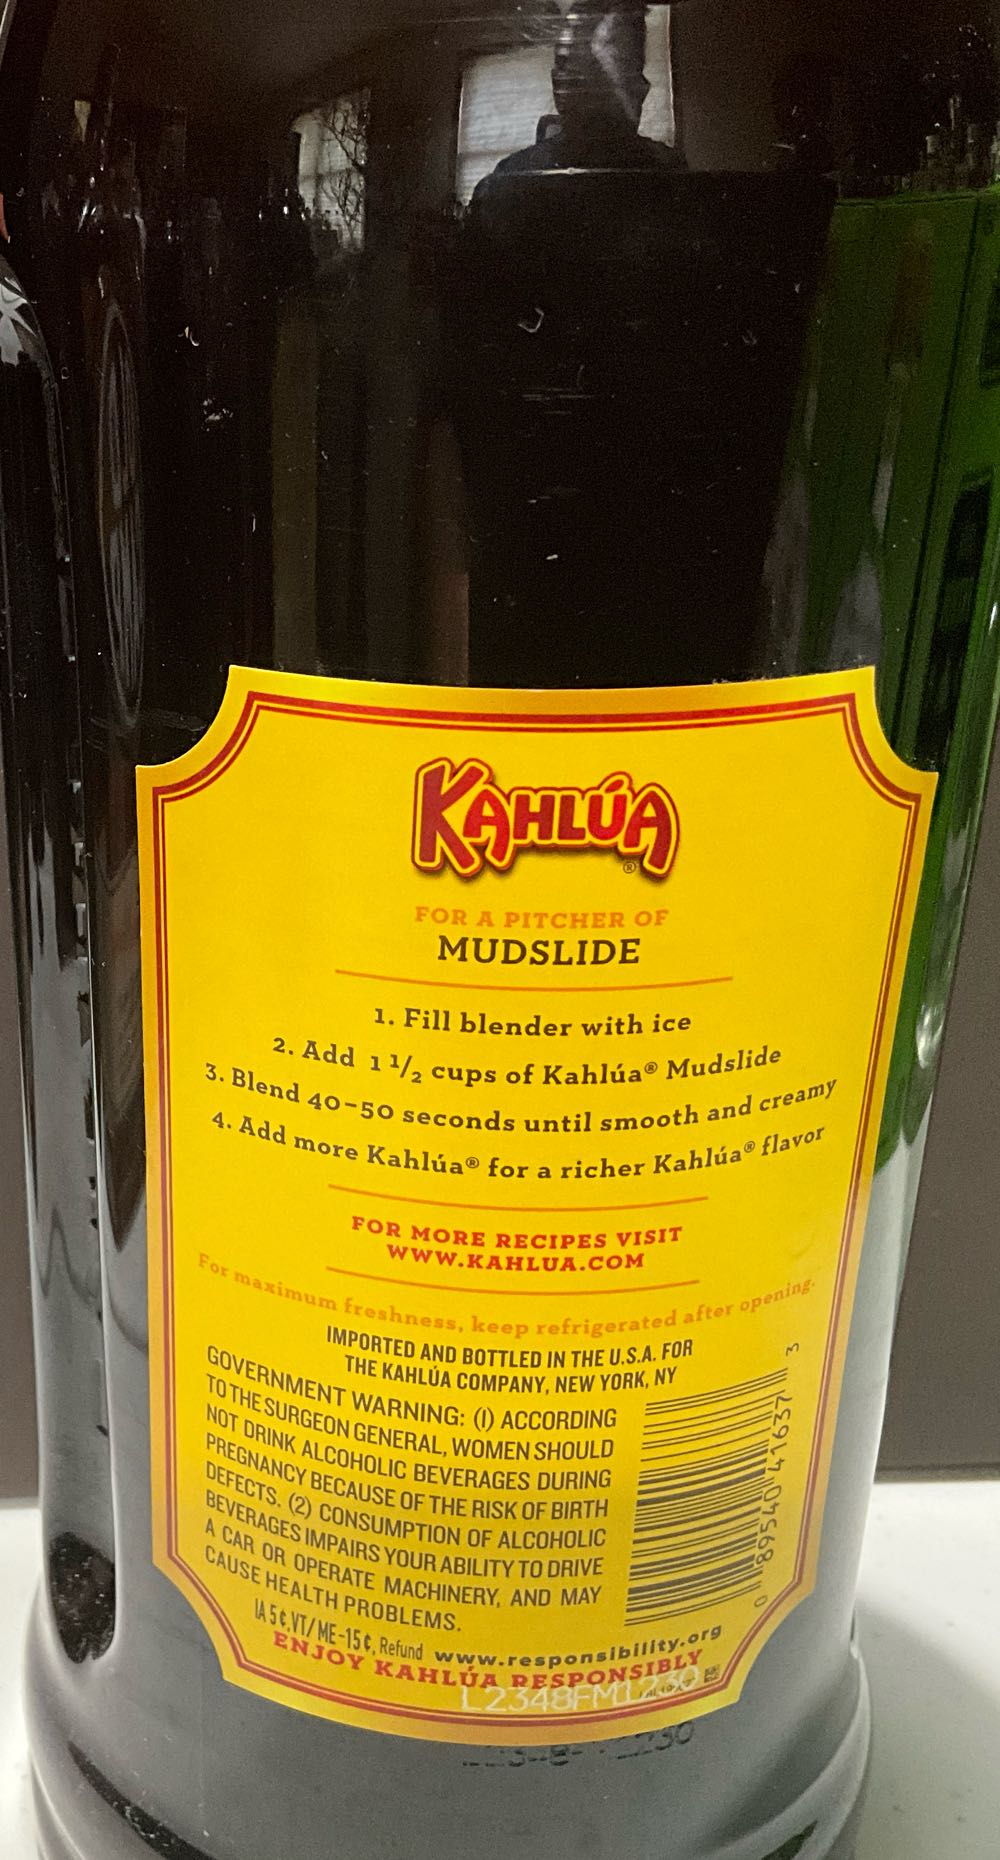 KAHLÚA®
FOR A PITCHER OF
MUDSLIDE
1. Fill blender with ice
2. Add 1 1/2 cups of Kahlúa® Mudslide
3. Blend 40-50 seconds until smooth and creamy
4. Add more Kahlúa® for a richer Kahlúa® flavor
FOR MORE RECIPES VISIT
WWW.KAHLUA.COM
For maximum freshness, keep refrigerated after opening.
IMPORTED AND BOTTLED IN THE U.S.A. FOR
THE KAHLÚA COMPANY, NEW YORK, NY
GOVERNMENT WARNING: (I) ACCORDING
TO THE SURGEON GENERAL, WOMEN SHOULD
NOT DRINK ALCOHOLIC BEVERAGES DURING
PREGNANCY BECAUSE OF THE RISK OF BIRTH
DEFECTS. (2) CONSUMPTION OF ALCOHOLIC
BEVERAGES IMPAIRS YOUR ABILITY TO DRIVE
A CAR OR OPERATE MACHINERY, AND MAY
CAUSE HEALTH PROBLEMS.
0 89540 41637 3
IA 5¢,VT/ME-15¢, Refund www.responsibility.org
ENJOY KAHLÚA RESPONSIBLY
L2348FM1230